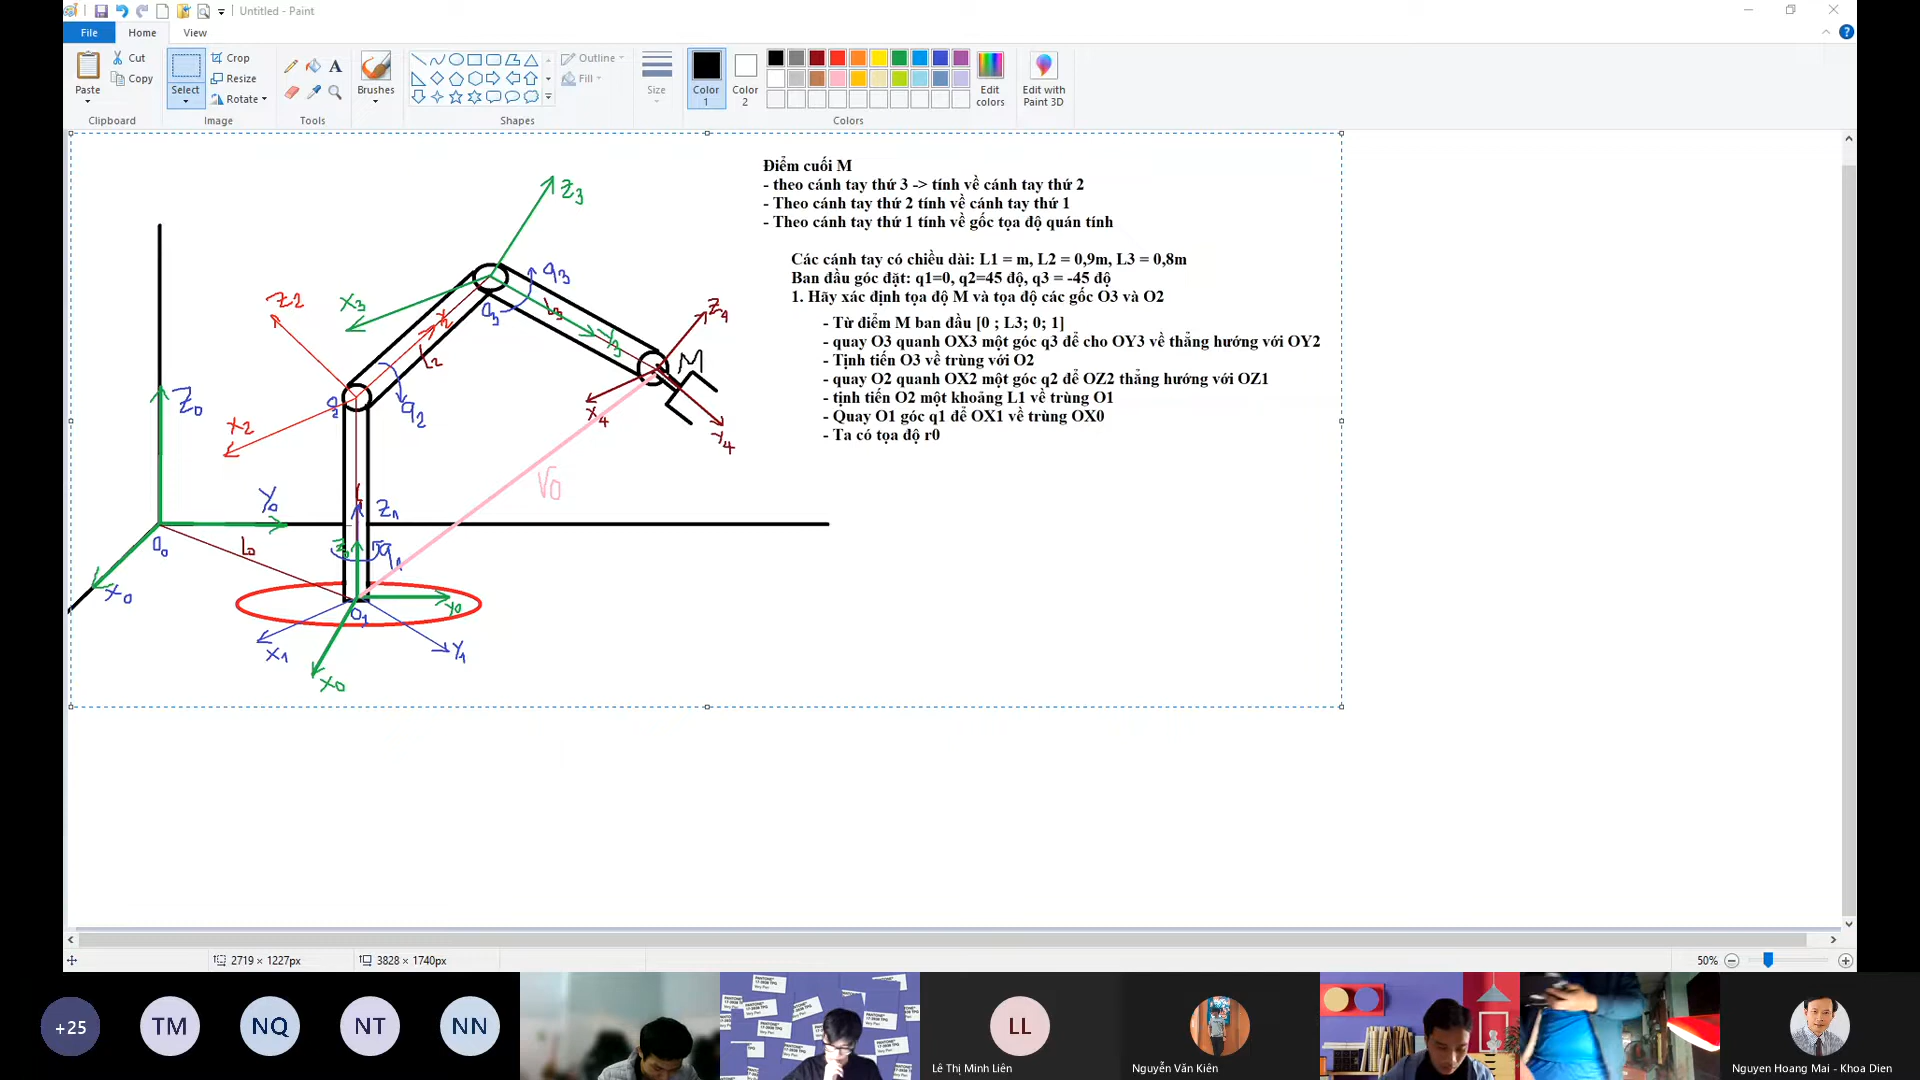 Untitled - Paint
File
Home
View
Paste
Cut
Copy
Clipboard
Select
Crop
Resize
Rotate
Image
A
Tools
Brushes
Outline
Fill
Shapes
Size
Color
1
Color
2
Edit
colors
Edit with
Paint 3D
Colors
Điểm cuối M
- theo cánh tay thứ 3 -> tính về cánh tay thứ 2
- Theo cánh tay thứ 2 tính về cánh tay thứ 1
- Theo cánh tay thứ 1 tính về gốc tọa độ quán tính
Các cánh tay có chiều dài: L1 = m, L2 = 0,9m, L3 = 0,8m
Ban đầu góc đặt: q1=0, q2=45 độ, q3 = -45 độ
1. Hãy xác định tọa độ M và tọa độ các gốc O3 và O2
- Từ điểm M ban đầu [0 ; L3; 0; 1]
- quay O3 quanh OX3 một góc q3 để cho OY3 về thẳng hướng với OY2
- Tịnh tiến O3 về trùng với O2
- quay O2 quanh OX2 một góc q2 để OZ2 thẳng hướng với OZ1
- tịnh tiến O2 một khoảng L1 về trùng O1
- Quay O1 góc q1 để OX1 về trùng OX0
- Ta có tọa độ r0
Z3
q3
X3
Z2
L3
Y3
Z4
L2
M
X4
Y4
q2
X2
Z0
Y0
Z1
O0
L0
X0
q1
O1
Y0
X1
Y1
X0
2719 × 1227px
3828 × 1740px
50%
+25
TM
NQ
NT
NN
LL
Lê Thị Minh Liên
Nguyễn Văn Kiên
Nguyen Hoang Mai - Khoa Dien